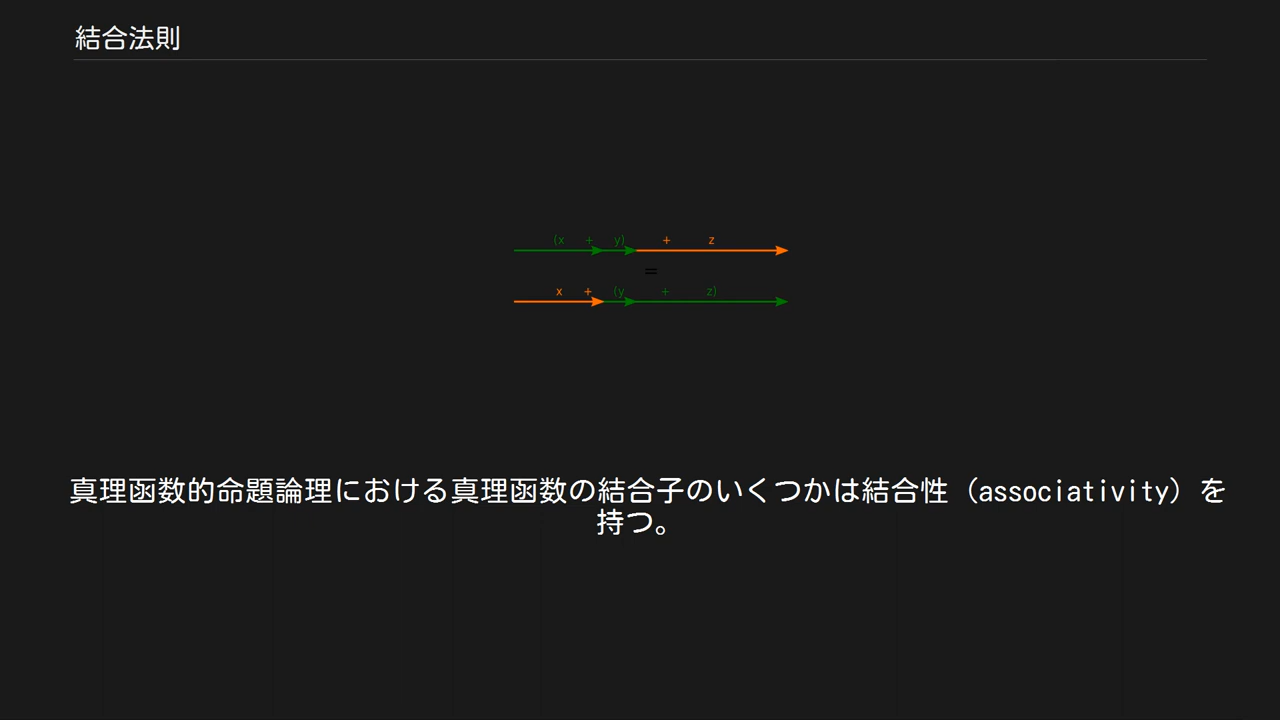 結合法則
(x + y) + z
=
x + (y + z)
真理函数的命題論理における真理函数の結合子のいくつかは結合性（associativity）を
持つ。